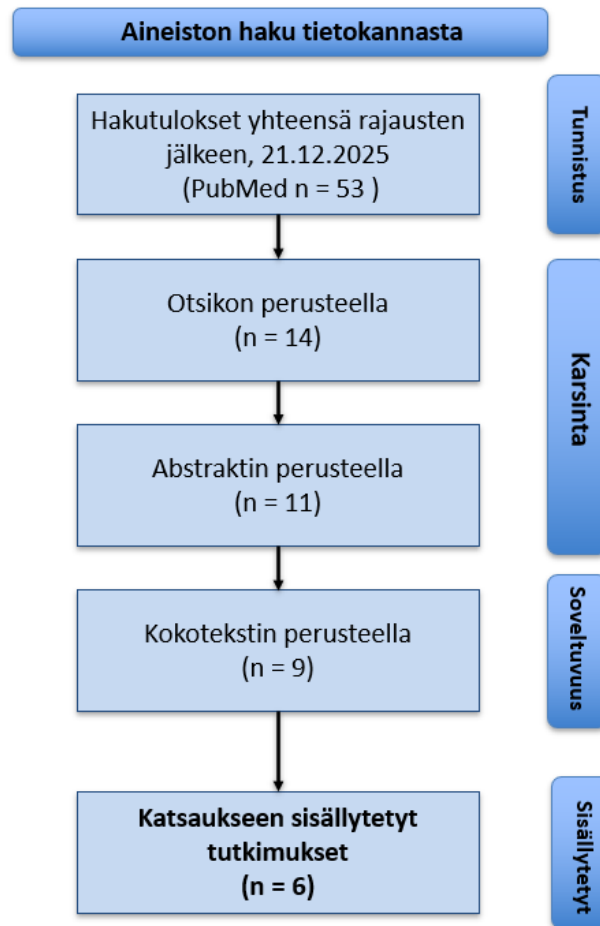 Aineiston haku tietokannasta
Hakutulokset yhteensä rajausten
jälkeen, 21.12.2025
(PubMed n = 53 )
Tunnistus
Otsikon perusteella
(n = 14)
Karsinta
Abstraktin perusteella
(n = 11)
Kokotekstin perusteella
(n = 9)
Soveltuvuus
Katsaukseen sisällytetyt
tutkimukset
(n = 6)
Sisällytetyt